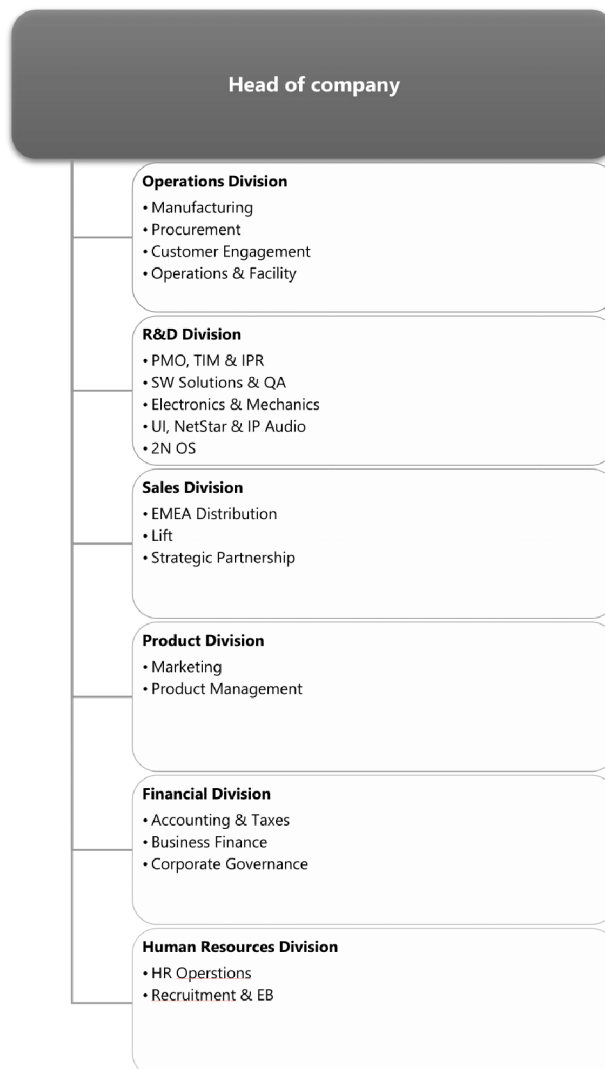 Head of company
Operations Division
• Manufacturing
• Procurement
• Customer Engagement
• Operations & Facility
R&D Division
• PMO, TIM & IPR
• SW Solutions & QA
• Electronics & Mechanics
• UI, NetStar & IP Audio
• 2N OS
Sales Division
• EMEA Distribution
• Lift
• Strategic Partnership
Product Division
• Marketing
• Product Management
Financial Division
• Accounting & Taxes
• Business Finance
• Corporate Governance
Human Resources Division
• HR Operstions
• Recruitment & EB